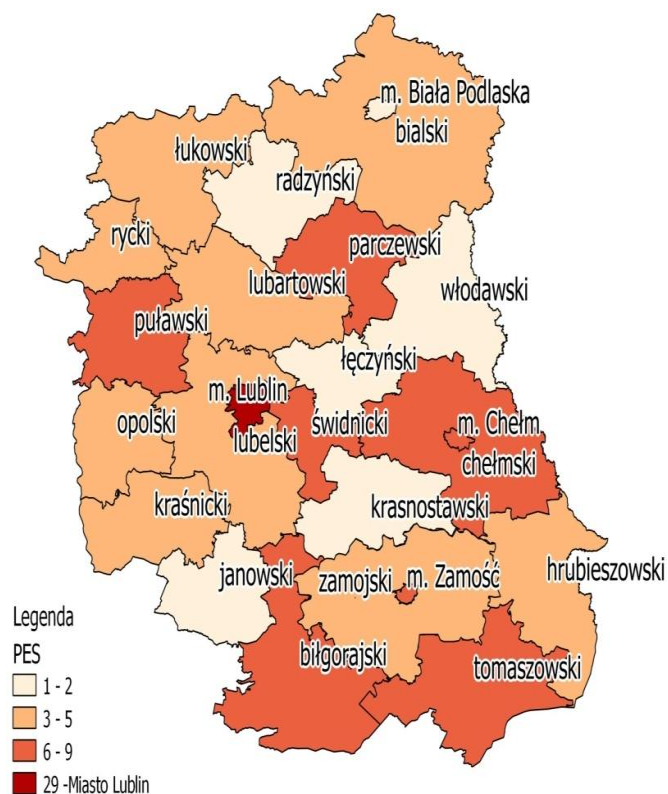 m. Biała Podlaska
bialski
łukowski
radzyński
rycki
parczewski
lubartowski
włodawski
puławski
łęczyński
m. Lublin
opolski
świdnicki
m. Chełm
lubelski
chełmski
kraśnicki
krasnostawski
janowski
zamojski
m. Zamość
hrubieszowski
biłgorajski
tomaszowski
Legenda
PES
1 - 2
3 - 5
6 - 9
29 -Miasto Lublin